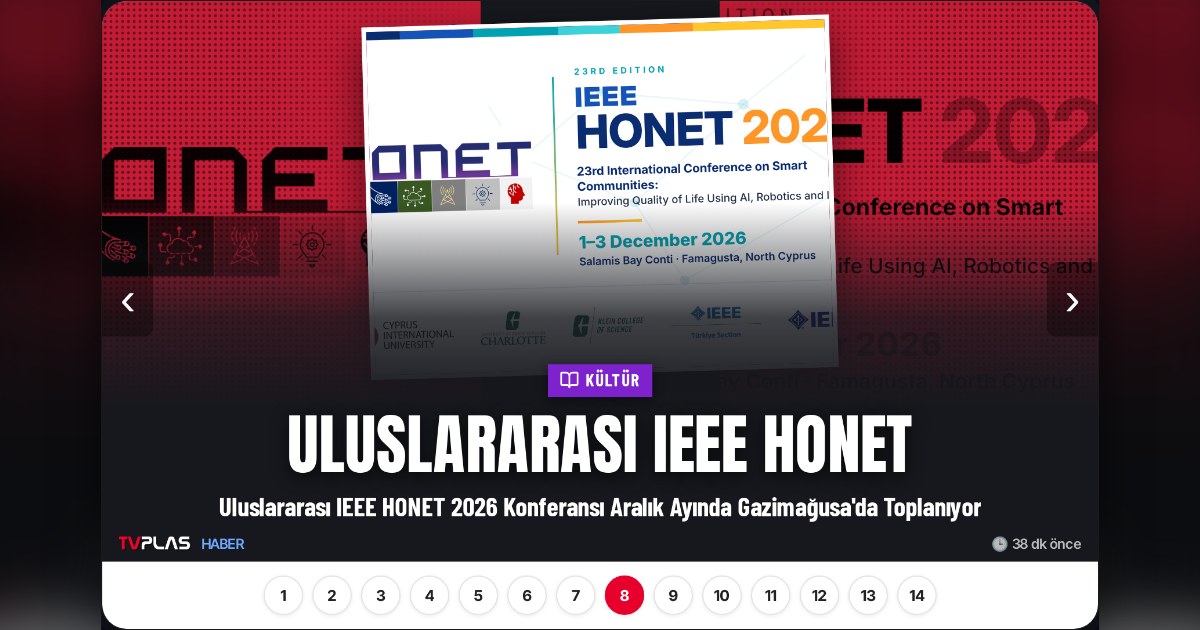 ITION
23RD EDITION
IEEE
HONET 202
ONET
23rd International Conference on Smart
Communities:
Improving Quality of Life Using AI, Robotics and
1–3 December 2026
Salamis Bay Conti · Famagusta, North Cyprus
CYPRUS
INTERNATIONAL
UNIVERSITY
CHARLOTTE
KLEIN COLLEGE
OF SCIENCE
IEEE
Türkiye Section
IE
ONET
ET 202
Conference on Smart
ife Using AI, Robotics and
2026
Famagusta, North Cyprus
‹
›
KÜLTÜR
ULUSLARARASI IEEE HONET
Uluslararası IEEE HONET 2026 Konferansı Aralık Ayında Gazimağusa'da Toplanıyor
TVPLAS HABER
38 dk önce
1 2 3 4 5 6 7 8 9 10 11 12 13 14